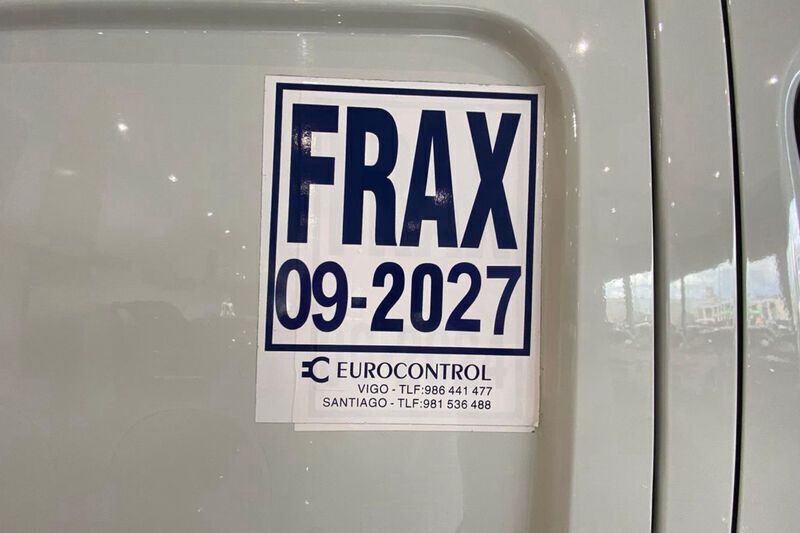 FRAX
09-2027
EUROCONTROL
VIGO - TLF:986 441 477
SANTIAGO - TLF:981 536 488